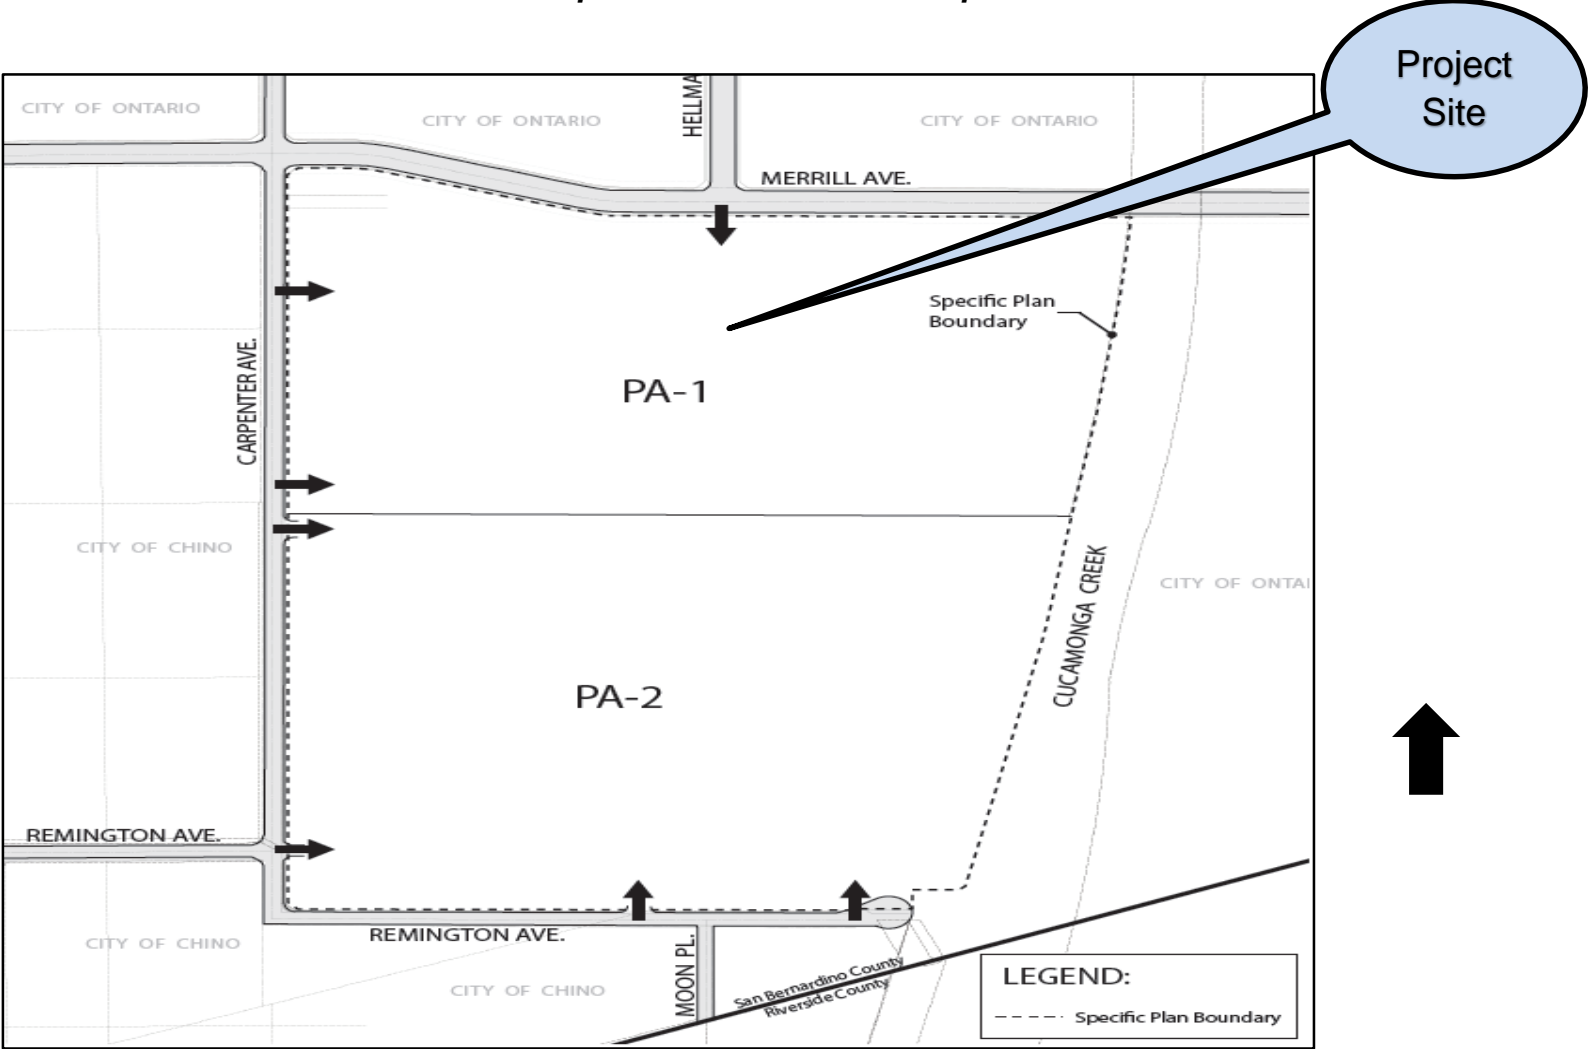 Project
Site
CITY OF ONTARIO
CITY OF ONTARIO
HELLMA
CITY OF ONTARIO
MERRILL AVE.
Specific Plan
Boundary
CARPENTER AVE.
PA-1
CITY OF CHINO
CUCAMONGA CREEK
CITY OF ONTAI
PA-2
REMINGTON AVE.
REMINGTON AVE.
CITY OF CHINO
CITY OF CHINO
MOON PL.
San Bernardino County
Riverside County
LEGEND:
Specific Plan Boundary